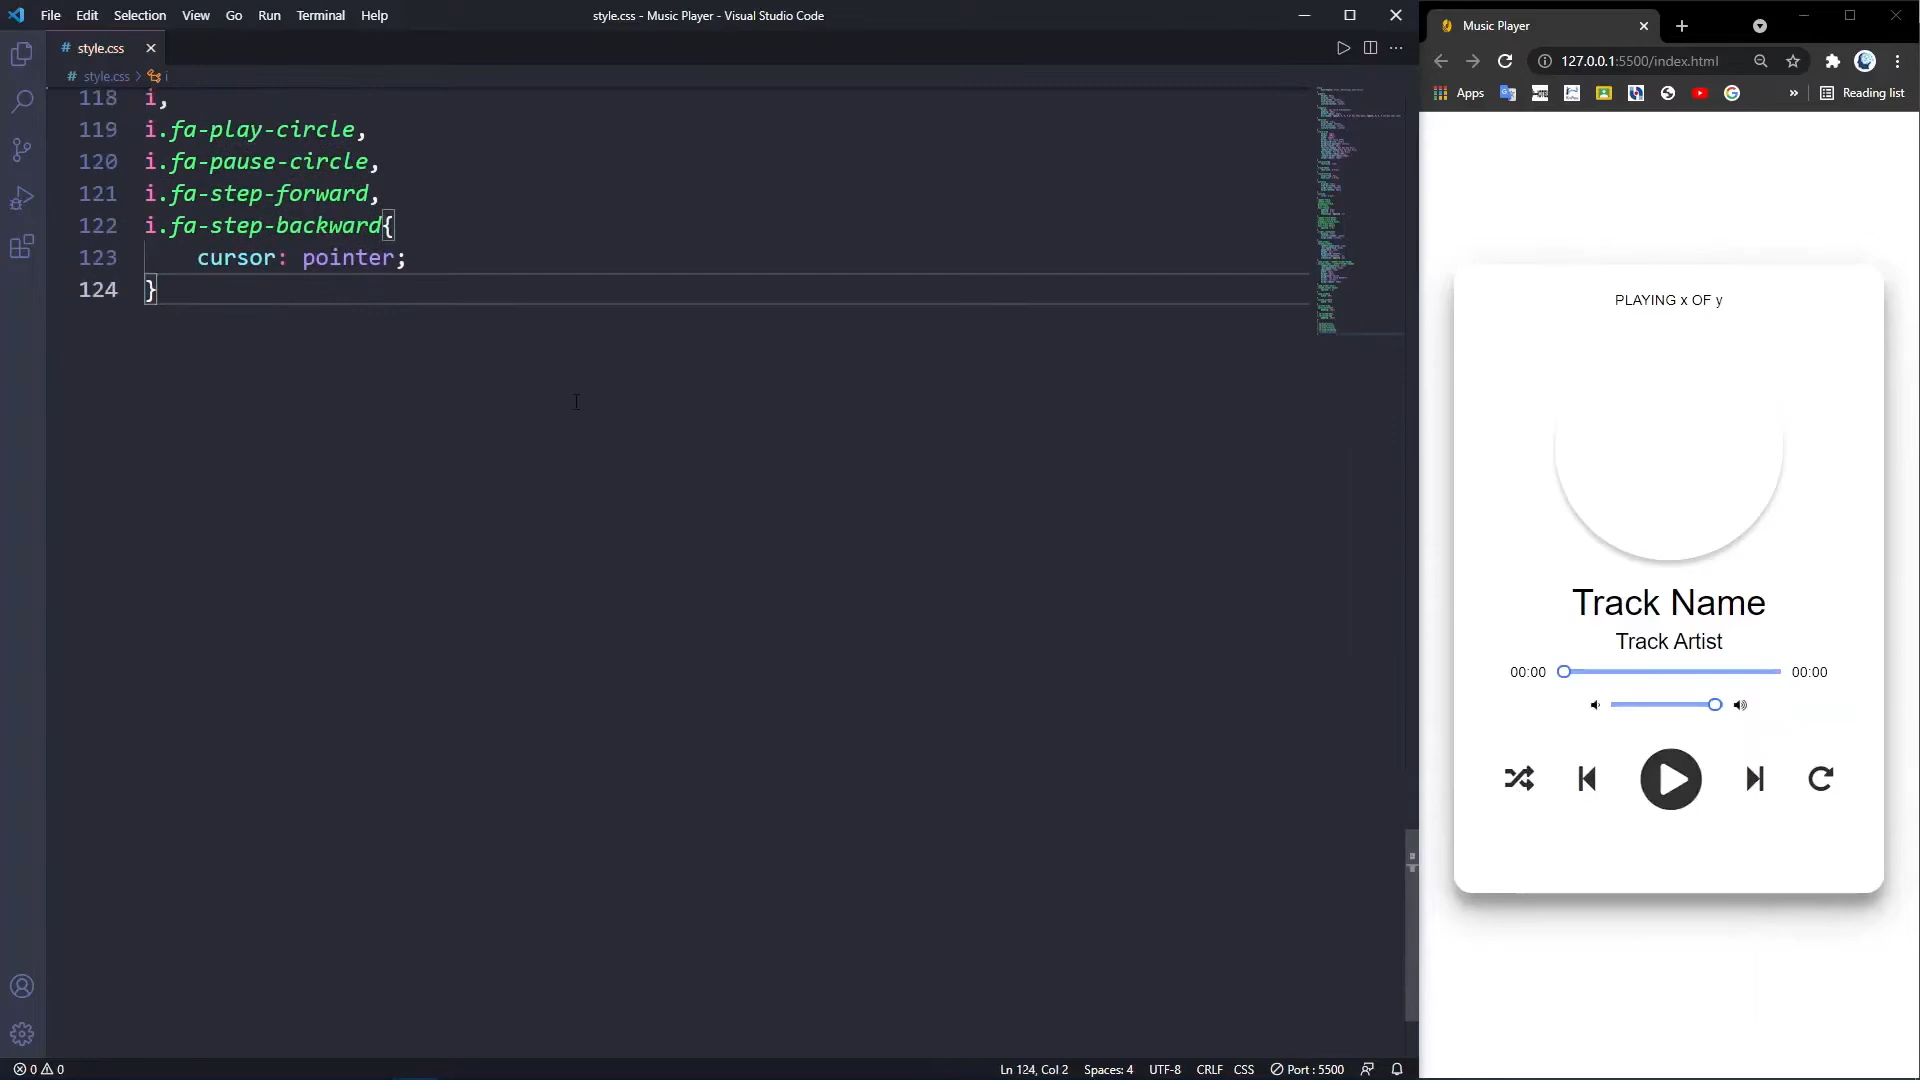 File Edit Selection View Go Run Terminal Help
style.css - Music Player - Visual Studio Code
# style.css
# style.css > i
118 i,
119 i.fa-play-circle,
120 i.fa-pause-circle,
121 i.fa-step-forward,
122 i.fa-step-backward{
123 cursor: pointer;
124 }
0 0
Ln 124, Col 2 Spaces: 4 UTF-8 CRLF CSS Port : 5500
Music Player
127.0.0.1:5500/index.html
Apps » Reading list
PLAYING x OF y
Track Name
Track Artist
00:00 00:00